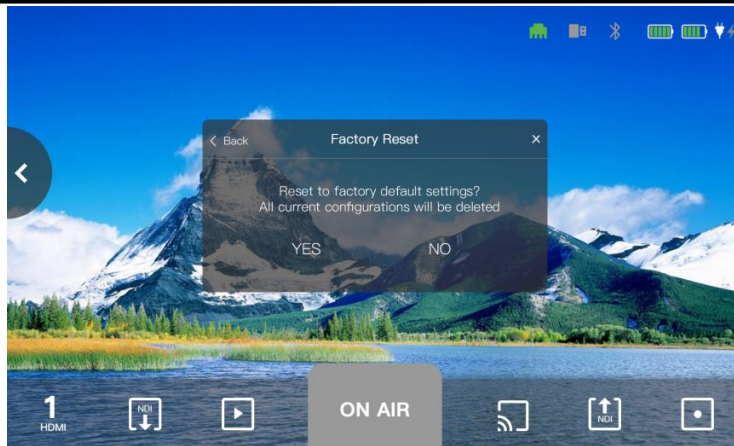 Back
Factory Reset
X
Reset to factory default settings?
All current configurations will be deleted
YES
NO
1
HDMI
NDI
ON AIR
NDI